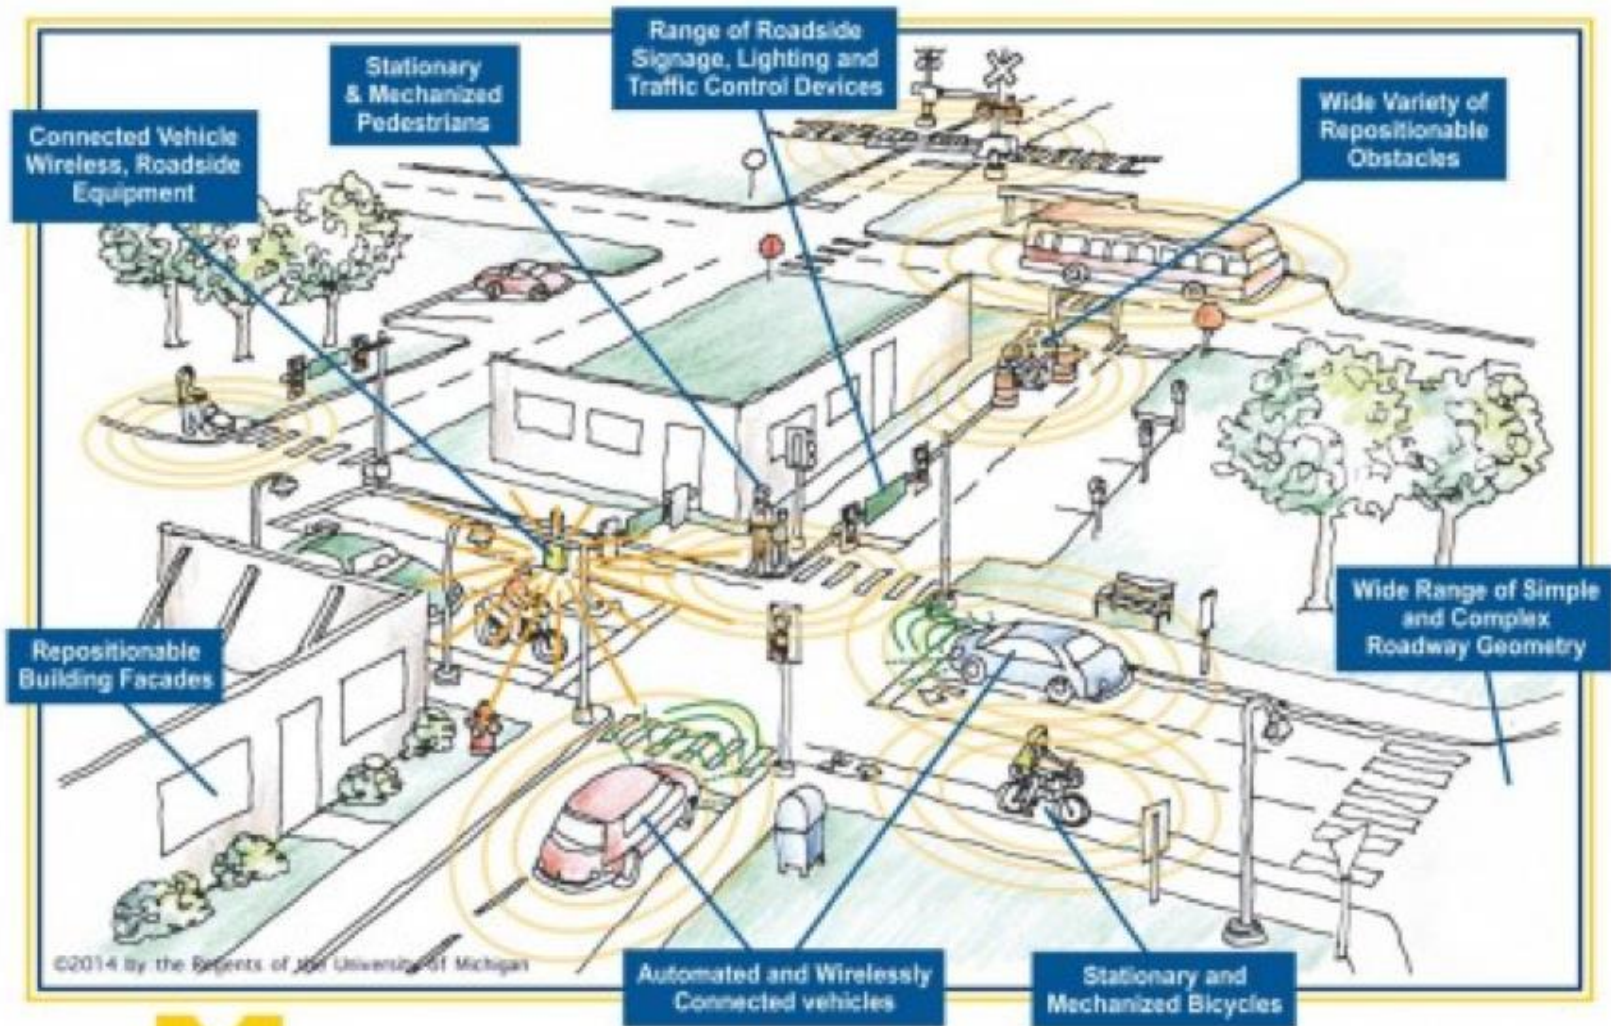 Range of Roadside
Signage, Lighting and
Traffic Control Devices
Stationary
& Mechanized
Pedestrians
Wide Variety of
Repositionable
Obstacles
Connected Vehicle
Wireless, Roadside
Equipment
Wide Range of Simple
and Complex
Roadway Geometry
Repositionable
Building Facades
©2014 by the Regents of the University of Michigan
Automated and Wirelessly
Connected vehicles
Stationary and
Mechanized Bicycles
M